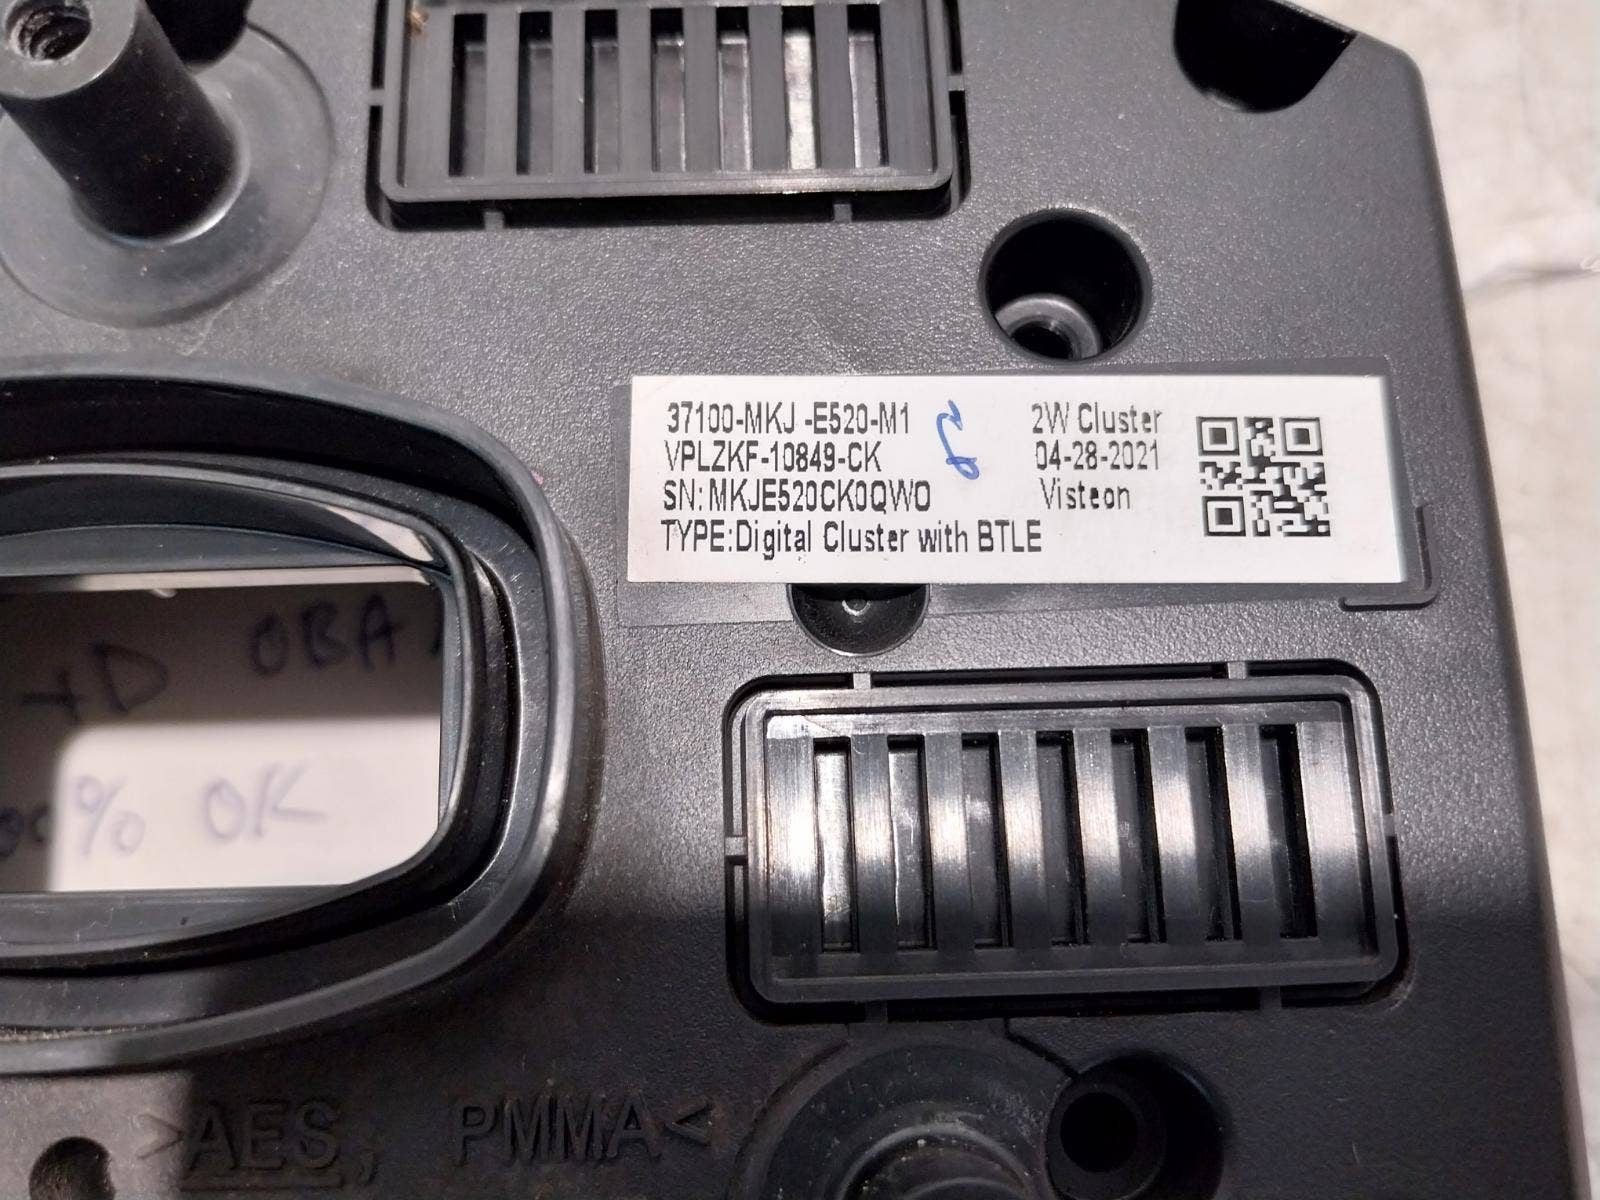 37100-MKJ -E520-M1
2W Cluster
VPLZKF-10849-CK
04-28-2021
SN: MKJE520CK0QW0
Visteon
TYPE:Digital Cluster with BTLE
OBA
% OK
>AES, PMMA<